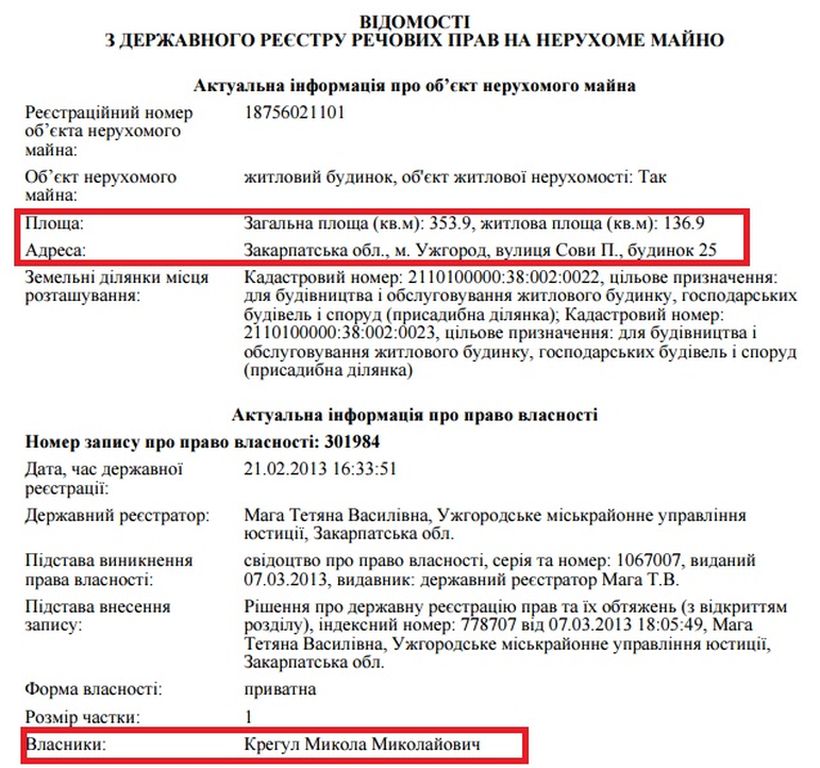 ВІДОМОСТІ
З ДЕРЖАВНОГО РЕЄСТРУ РЕЧОВИХ ПРАВ НА НЕРУХОМЕ МАЙНО
Актуальна інформація про об’єкт нерухомого майна
Реєстраційний номер 18756021101
об’єкта нерухомого
майна:
Об’єкт нерухомого житловий будинок, об'єкт житлової нерухомості: Так
майна:
Площа: Загальна площа (кв.м): 353.9, житлова площа (кв.м): 136.9
Адреса: Закарпатська обл., м. Ужгород, вулиця Сови П., будинок 25
Земельні ділянки місця Кадастровий номер: 2110100000:38:002:0022, цільове призначення:
розташування: для будівництва і обслуговування житлового будинку, господарських
будівель і споруд (присадибна ділянка); Кадастровий номер:
2110100000:38:002:0023, цільове призначення: для будівництва і
обслуговування житлового будинку, господарських будівель і споруд
(присадибна ділянка)
Актуальна інформація про право власності
Номер запису про право власності: 301984
Дата, час державної 21.02.2013 16:33:51
реєстрації:
Державний реєстратор: Мага Тетяна Василівна, Ужгородське міськрайонне управління
юстиції, Закарпатська обл.
Підстава виникнення свідоцтво про право власності, серія та номер: 1067007, виданий
права власності: 07.03.2013, видавник: державний реєстратор Мага Т.В.
Підстава внесення Рішення про державну реєстрацію прав та їх обтяжень (з відкриттям
запису: розділу), індексний номер: 778707 від 07.03.2013 18:05:49, Мага
Тетяна Василівна, Ужгородське міськрайонне управління юстиції,
Закарпатська обл.
Форма власності: приватна
Розмір частки: 1
Власники: Крегул Микола Миколайович